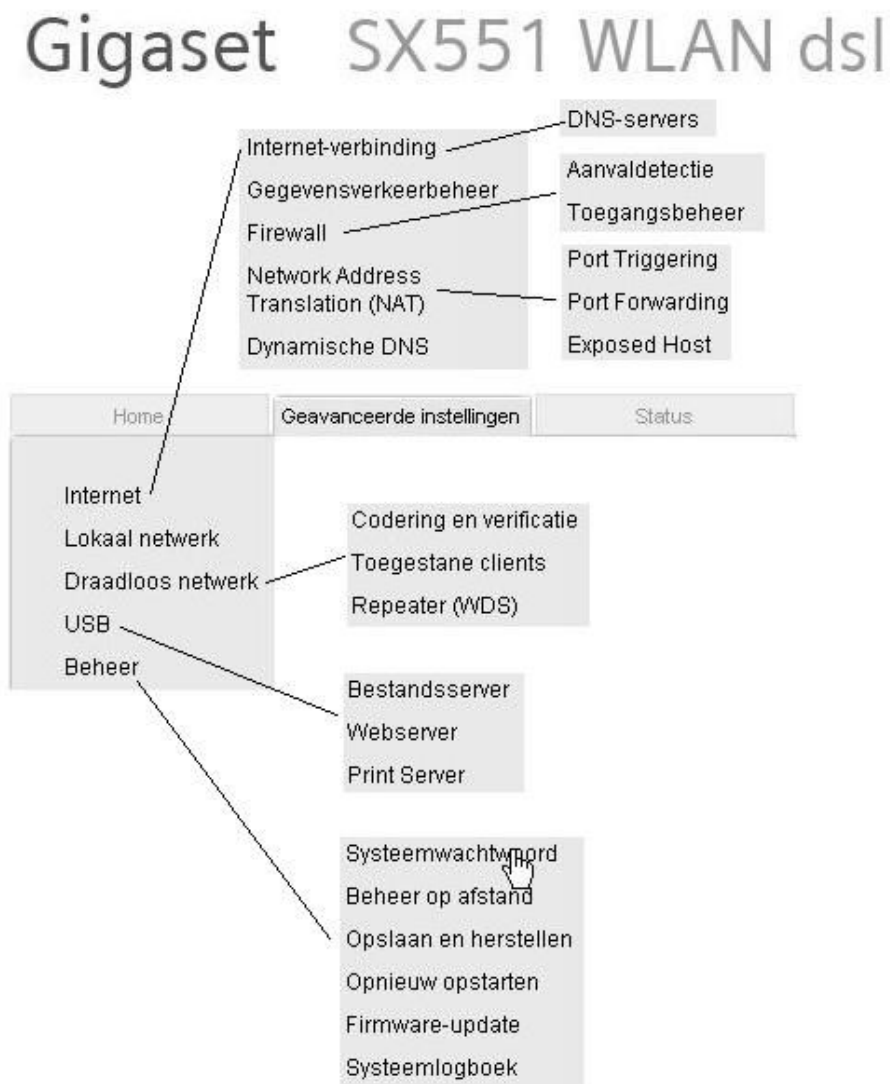 Gigaset SX551 WLAN dsl
Internet-verbinding
Gegevensverkeerbeheer
Firewall
Network Address
Translation (NAT)
Dynamische DNS
DNS-servers
Aanvaldetectie
Toegangsbeheer
Port Triggering
Port Forwarding
Exposed Host
Home
Geavanceerde instellingen
Status
Internet
Lokaal netwerk
Draadloos netwerk
USB
Beheer
Codering en verificatie
Toegestane clients
Repeater (WDS)
Bestandsserver
Webserver
Print Server
Systeemwachtwoord
Beheer op afstand
Opslaan en herstellen
Opnieuw opstarten
Firmware-update
Systeemlogboek